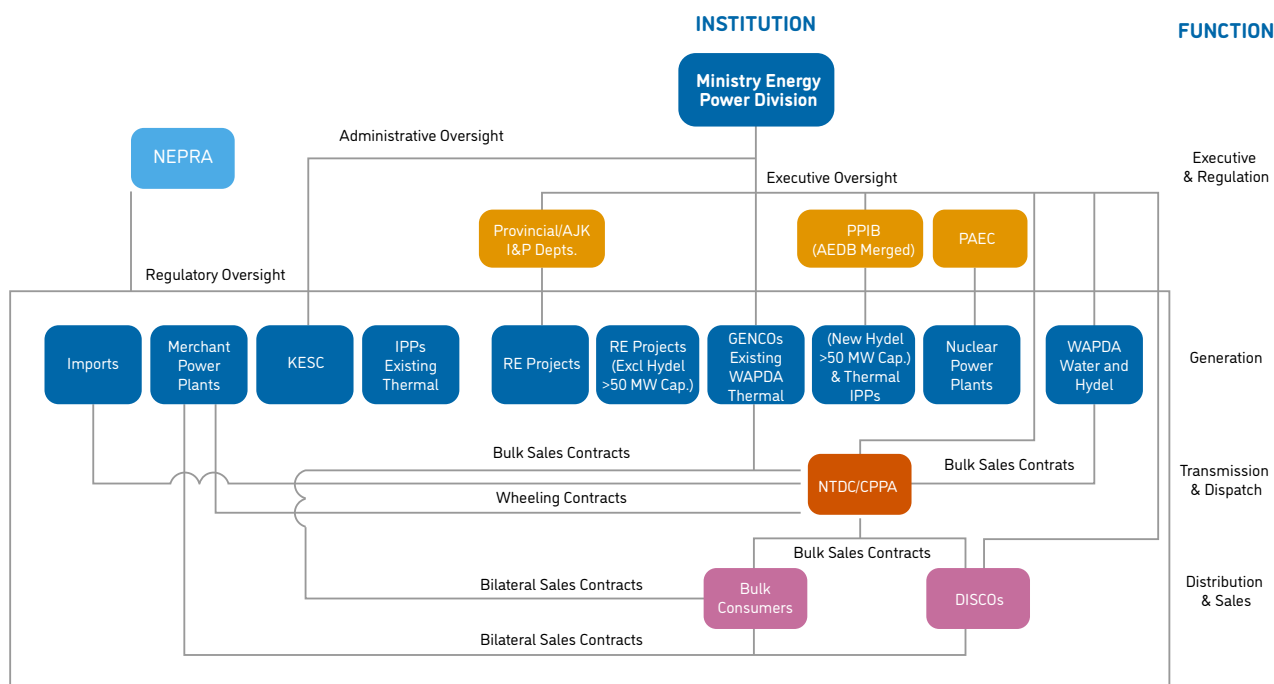 INSTITUTION
FUNCTION
Ministry Energy
Power Division
Administrative Oversight
NEPRA
Executive
& Regulation
Executive Oversight
Provincial/AJK
I&P Depts.
PPIB
(AEDB Merged)
PAEC
Regulatory Oversight
Imports
Merchant
Power
Plants
KESC
IPPs
Existing
Thermal
RE Projects
RE Projects
(Excl Hydel
>50 MW Cap.)
GENCOs
Existing
WAPDA
Thermal
(New Hydel
>50 MW Cap.)
& Thermal
IPPs
Nuclear
Power
Plants
WAPDA
Water and
Hydel
Generation
Bulk Sales Contracts
Bulk Sales Contrats
NTDC/CPPA
Transmission
& Dispatch
Wheeling Contracts
Bulk Sales Contracts
Bilateral Sales Contracts
Bulk
Consumers
DISCOs
Distribution
& Sales
Bilateral Sales Contracts